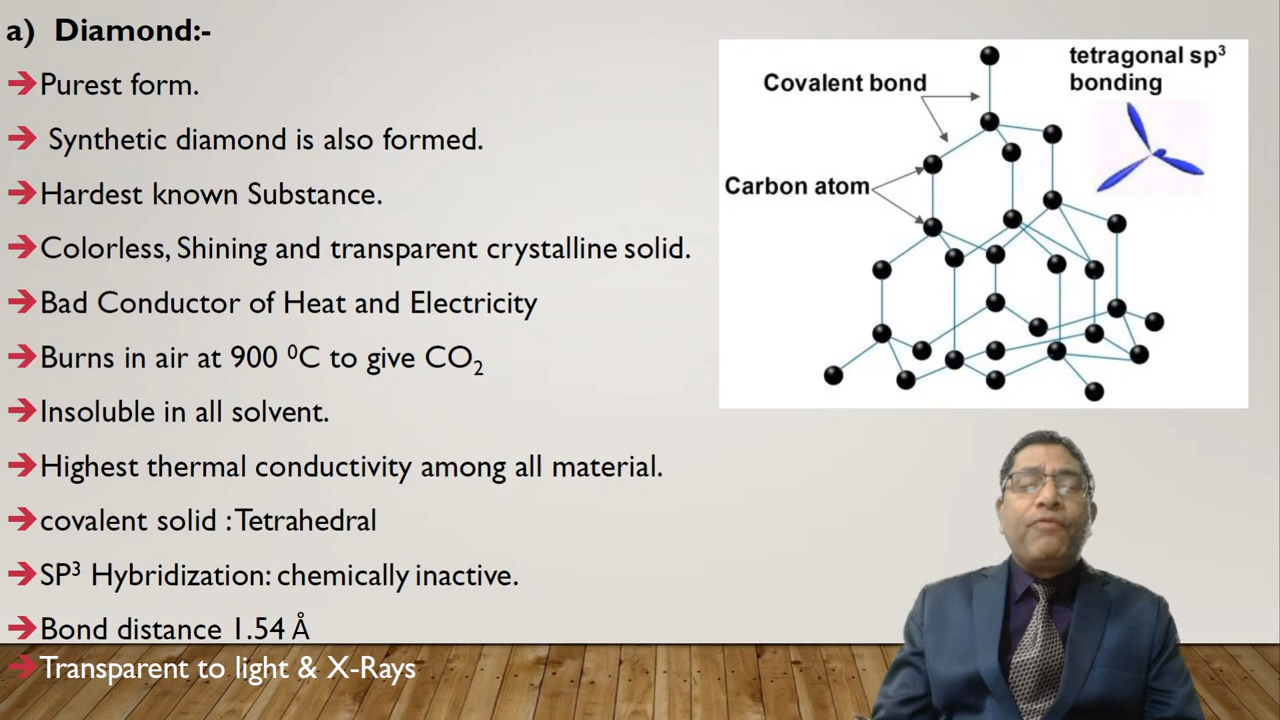 a) Diamond:-
Purest form.
Synthetic diamond is also formed.
Hardest known Substance.
Colorless, Shining and transparent crystalline solid.
Bad Conductor of Heat and Electricity
Burns in air at 900 ⁰C to give CO₂
Insoluble in all solvent.
Highest thermal conductivity among all material.
covalent solid : Tetrahedral
SP³ Hybridization: chemically inactive.
Bond distance 1.54 Å
Transparent to light & X-Rays
tetragonal sp³
bonding
Covalent bond
Carbon atom